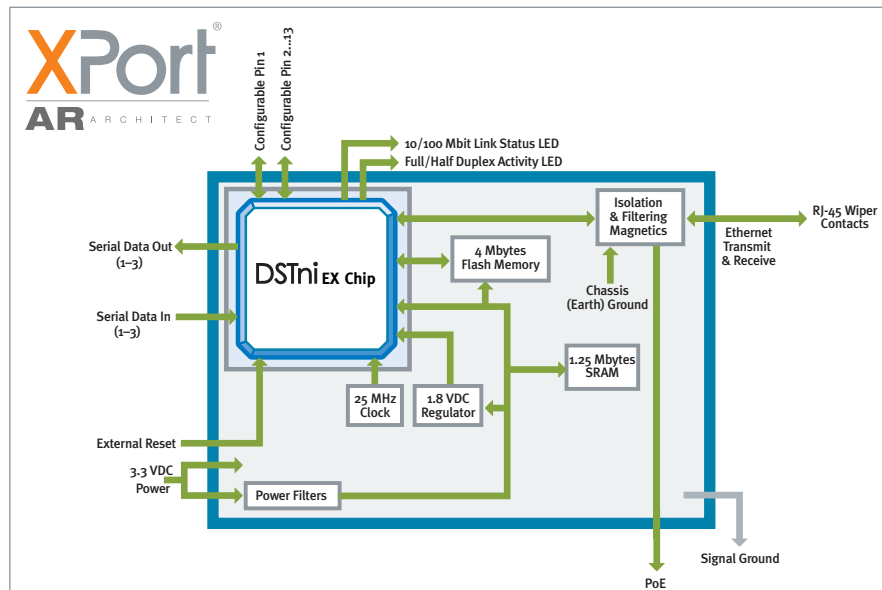 XPort®
AR ARCHITECT
Configurable Pin 1
Configurable Pin 2...13
10/100 Mbit Link Status LED
Full/Half Duplex Activity LED
Isolation
& Filtering
Magnetics
RJ-45 Wiper
Contacts
Ethernet
Transmit
& Receive
Serial Data Out
(1–3)
DSTni EX Chip
4 Mbytes
Flash Memory
Chassis
(Earth) Ground
Serial Data In
(1–3)
1.25 Mbytes
SRAM
25 MHz
Clock
1.8 VDC
Regulator
External Reset
3.3 VDC
Power
Power Filters
Signal Ground
PoE